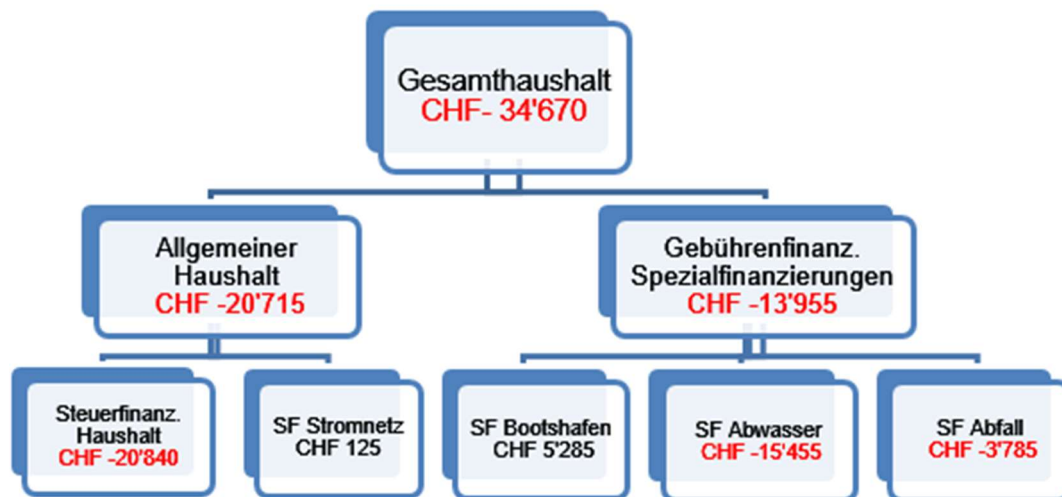 Gesamthaushalt
CHF- 34'670
Allgemeiner
Haushalt
CHF -20'715
Gebührenfinanz.
Spezialfinanzierungen
CHF -13'955
Steuerfinanz.
Haushalt
CHF -20'840
SF Stromnetz
CHF 125
SF Bootshafen
CHF 5'285
SF Abwasser
CHF -15'455
SF Abfall
CHF -3'785